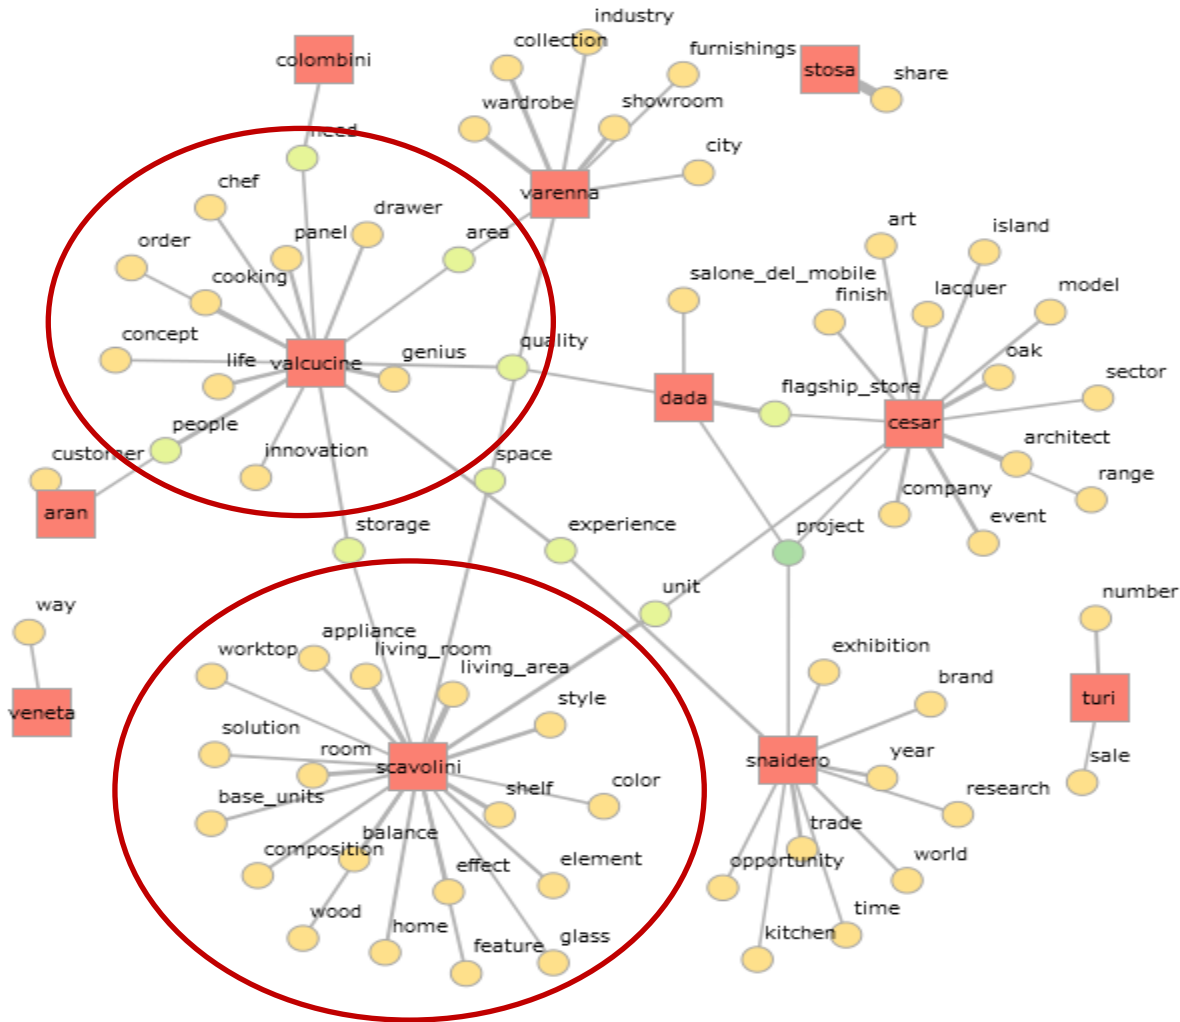 industry
collection
furnishings
colombini
stosa
share
wardrobe
showroom
need
city
chef
varenna
drawer
panel
area
order
art
island
cooking
salone_del_mobile
finish
lacquer
model
concept
life
valcucine
genius
quality
oak
sector
flagship_store
dada
cesar
people
architect
customer
innovation
space
range
company
aran
storage
experience
project
event
unit
number
way
appliance
worktop
living_room
living_area
exhibition
brand
style
turi
veneta
solution
room
scavolini
snaidero
year
sale
base_units
shelf
color
research
balance
trade
composition
effect
element
opportunity
world
wood
home
feature
glass
time
kitchen